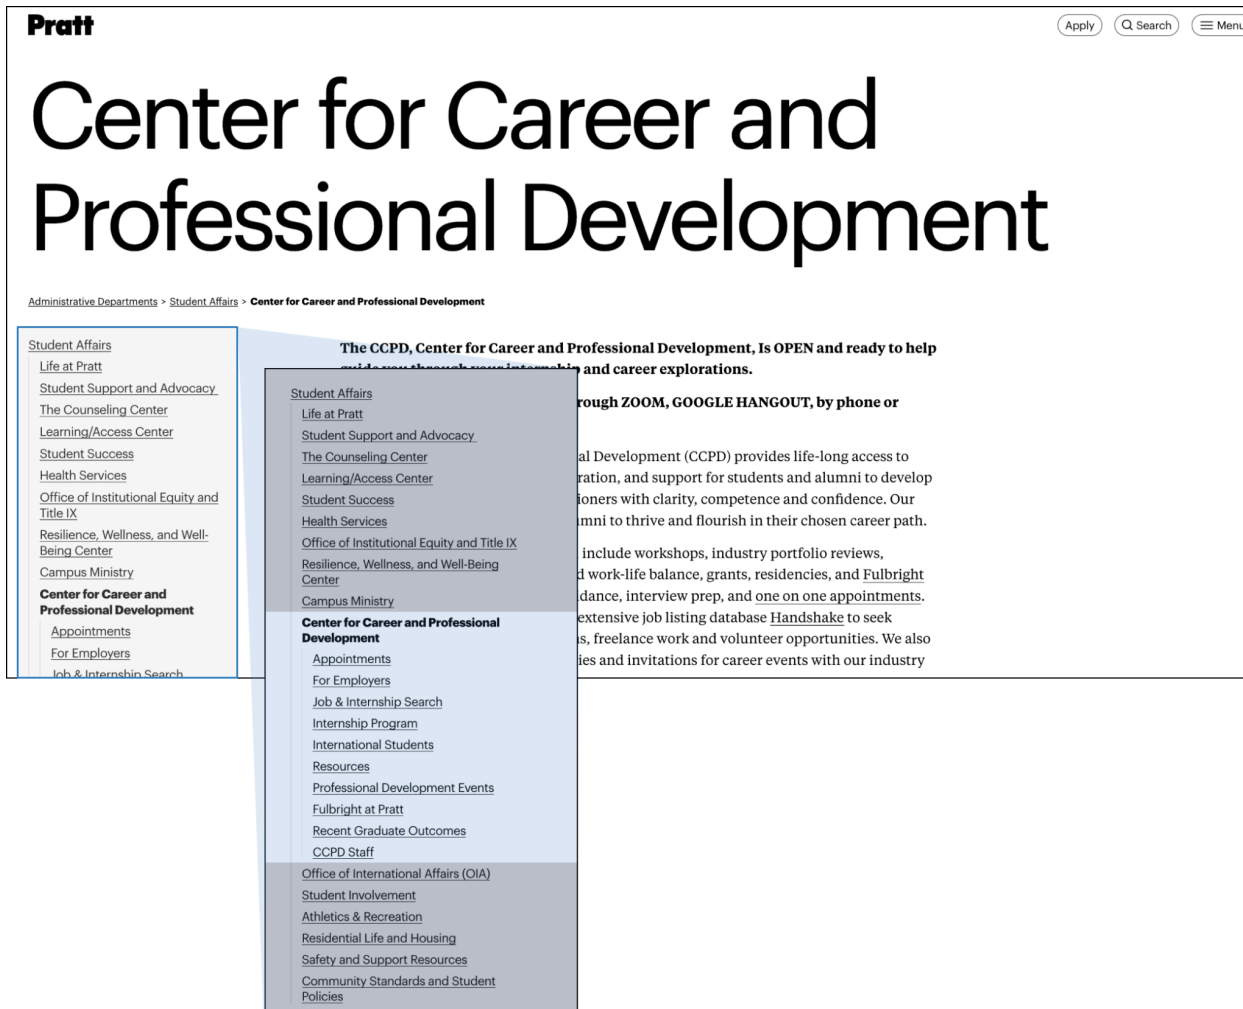 Pratt
Apply
Search
Menu
Center for Career and
Professional Development
Administrative Departments > Student Affairs > Center for Career and Professional Development
Student Affairs
Life at Pratt
Student Support and Advocacy
The Counseling Center
Learning/Access Center
Student Success
Health Services
Office of Institutional Equity and
Title IX
Resilience, Wellness, and Well-
Being Center
Campus Ministry
Center for Career and
Professional Development
Appointments
For Employers
Job & Internship Search
The CCPD, Center for Career and Professional Development, Is OPEN and ready to help
guide you through your internship and career explorations.
rough ZOOM, GOOGLE HANGOUT, by phone or
al Development (CCPD) provides life-long access to
ration, and support for students and alumni to develop
ioners with clarity, competence and confidence. Our
mni to thrive and flourish in their chosen career path.
include workshops, industry portfolio reviews,
d work-life balance, grants, residencies, and Fulbright
dance, interview prep, and one on one appointments.
extensive job listing database Handshake to seek
s, freelance work and volunteer opportunities. We also
ies and invitations for career events with our industry
Student Affairs
Life at Pratt
Student Support and Advocacy
The Counseling Center
Learning/Access Center
Student Success
Health Services
Office of Institutional Equity and Title IX
Resilience, Wellness, and Well-Being
Center
Campus Ministry
Center for Career and Professional
Development
Appointments
For Employers
Job & Internship Search
Internship Program
International Students
Resources
Professional Development Events
Fulbright at Pratt
Recent Graduate Outcomes
CCPD Staff
Office of International Affairs (OIA)
Student Involvement
Athletics & Recreation
Residential Life and Housing
Safety and Support Resources
Community Standards and Student
Policies